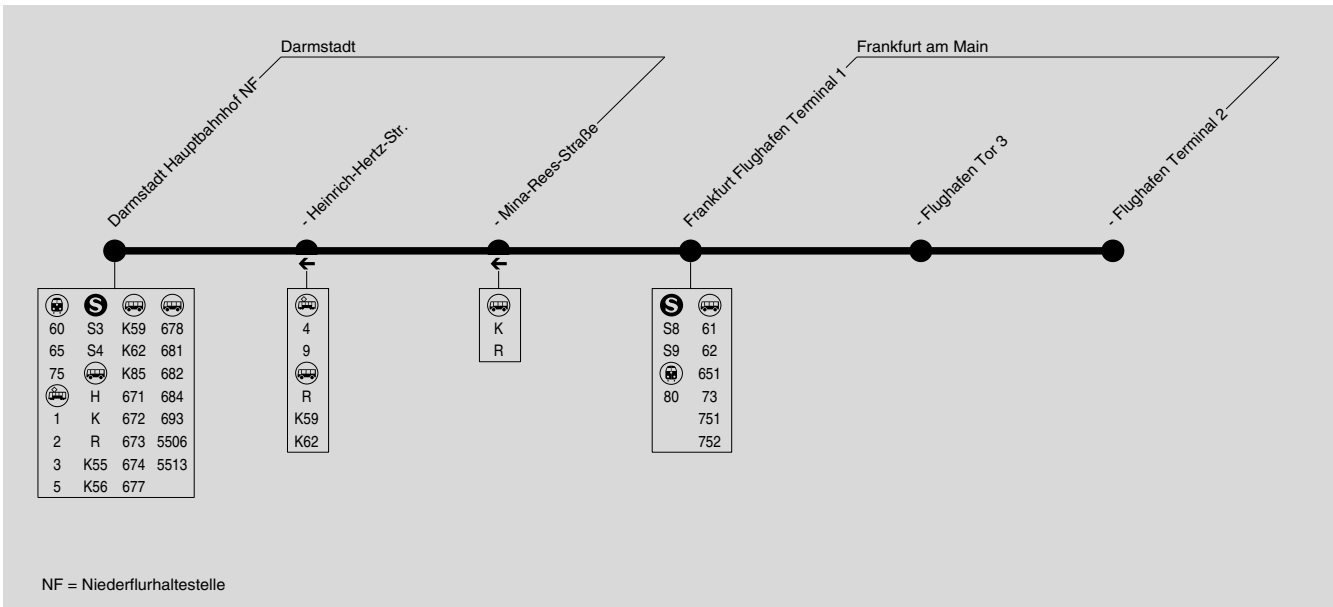 Darmstadt
Frankfurt am Main
Darmstadt Hauptbahnhof NF
- Heinrich-Hertz-Str.
- Mina-Rees-Straße
Frankfurt Flughafen Terminal 1
- Flughafen Tor 3
- Flughafen Terminal 2
S
60 S3 K59 678
65 S4 K62 681
75 K85 682
H 671 684
1 K 672 693
2 R 673 5506
3 K55 674 5513
5 K56 677
4
9
R
K59
K62
K
R
S
S8 61
S9 62
651
80 73
751
752
NF = Niederflurhaltestelle